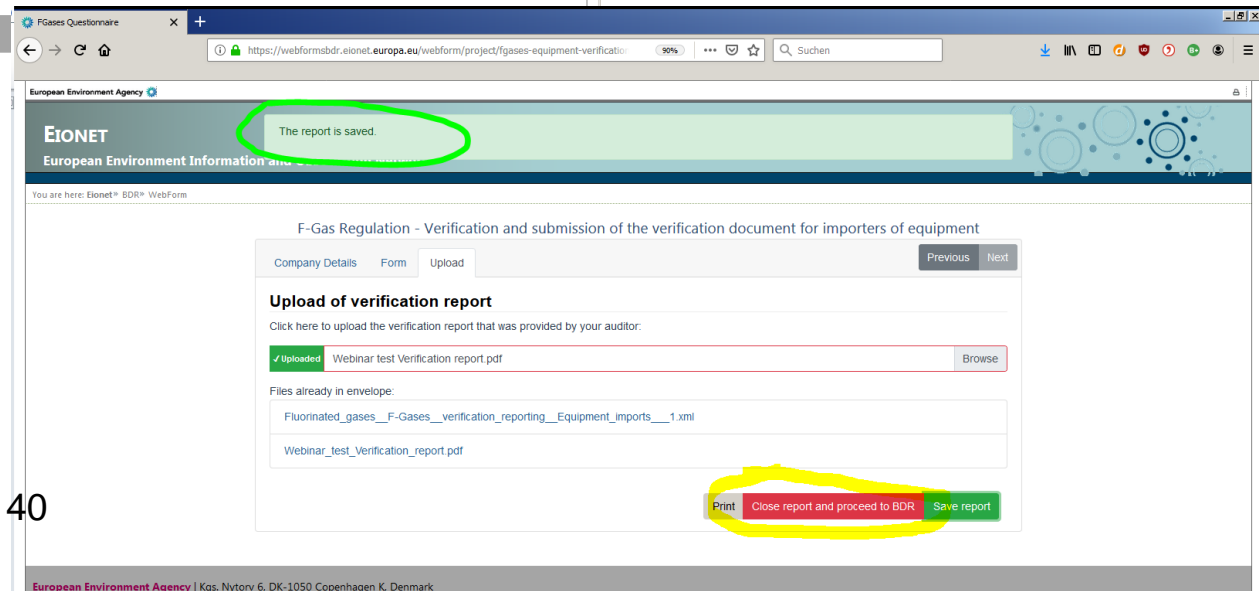 FGases Questionnaire
https://webformsbdr.eionet.europa.eu/webform/project/fgases-equipment-verificatio
90%
Suchen
European Environment Agency
EIONET
The report is saved.
European Environment Information and
You are here: Eionet» BDR» WebForm
F-Gas Regulation - Verification and submission of the verification document for importers of equipment
Company Details Form Upload Previous Next
Upload of verification report
Click here to upload the verification report that was provided by your auditor:
✓ Uploaded Webinar test Verification report.pdf Browse
Files already in envelope:
Fluorinated_gases__F-Gases__verification_reporting__Equipment_imports___1.xml
Webinar_test_Verification_report.pdf
40
Print Close report and proceed to BDR Save report
European Environment Agency | Kgs. Nytorv 6, DK-1050 Copenhagen K, Denmark